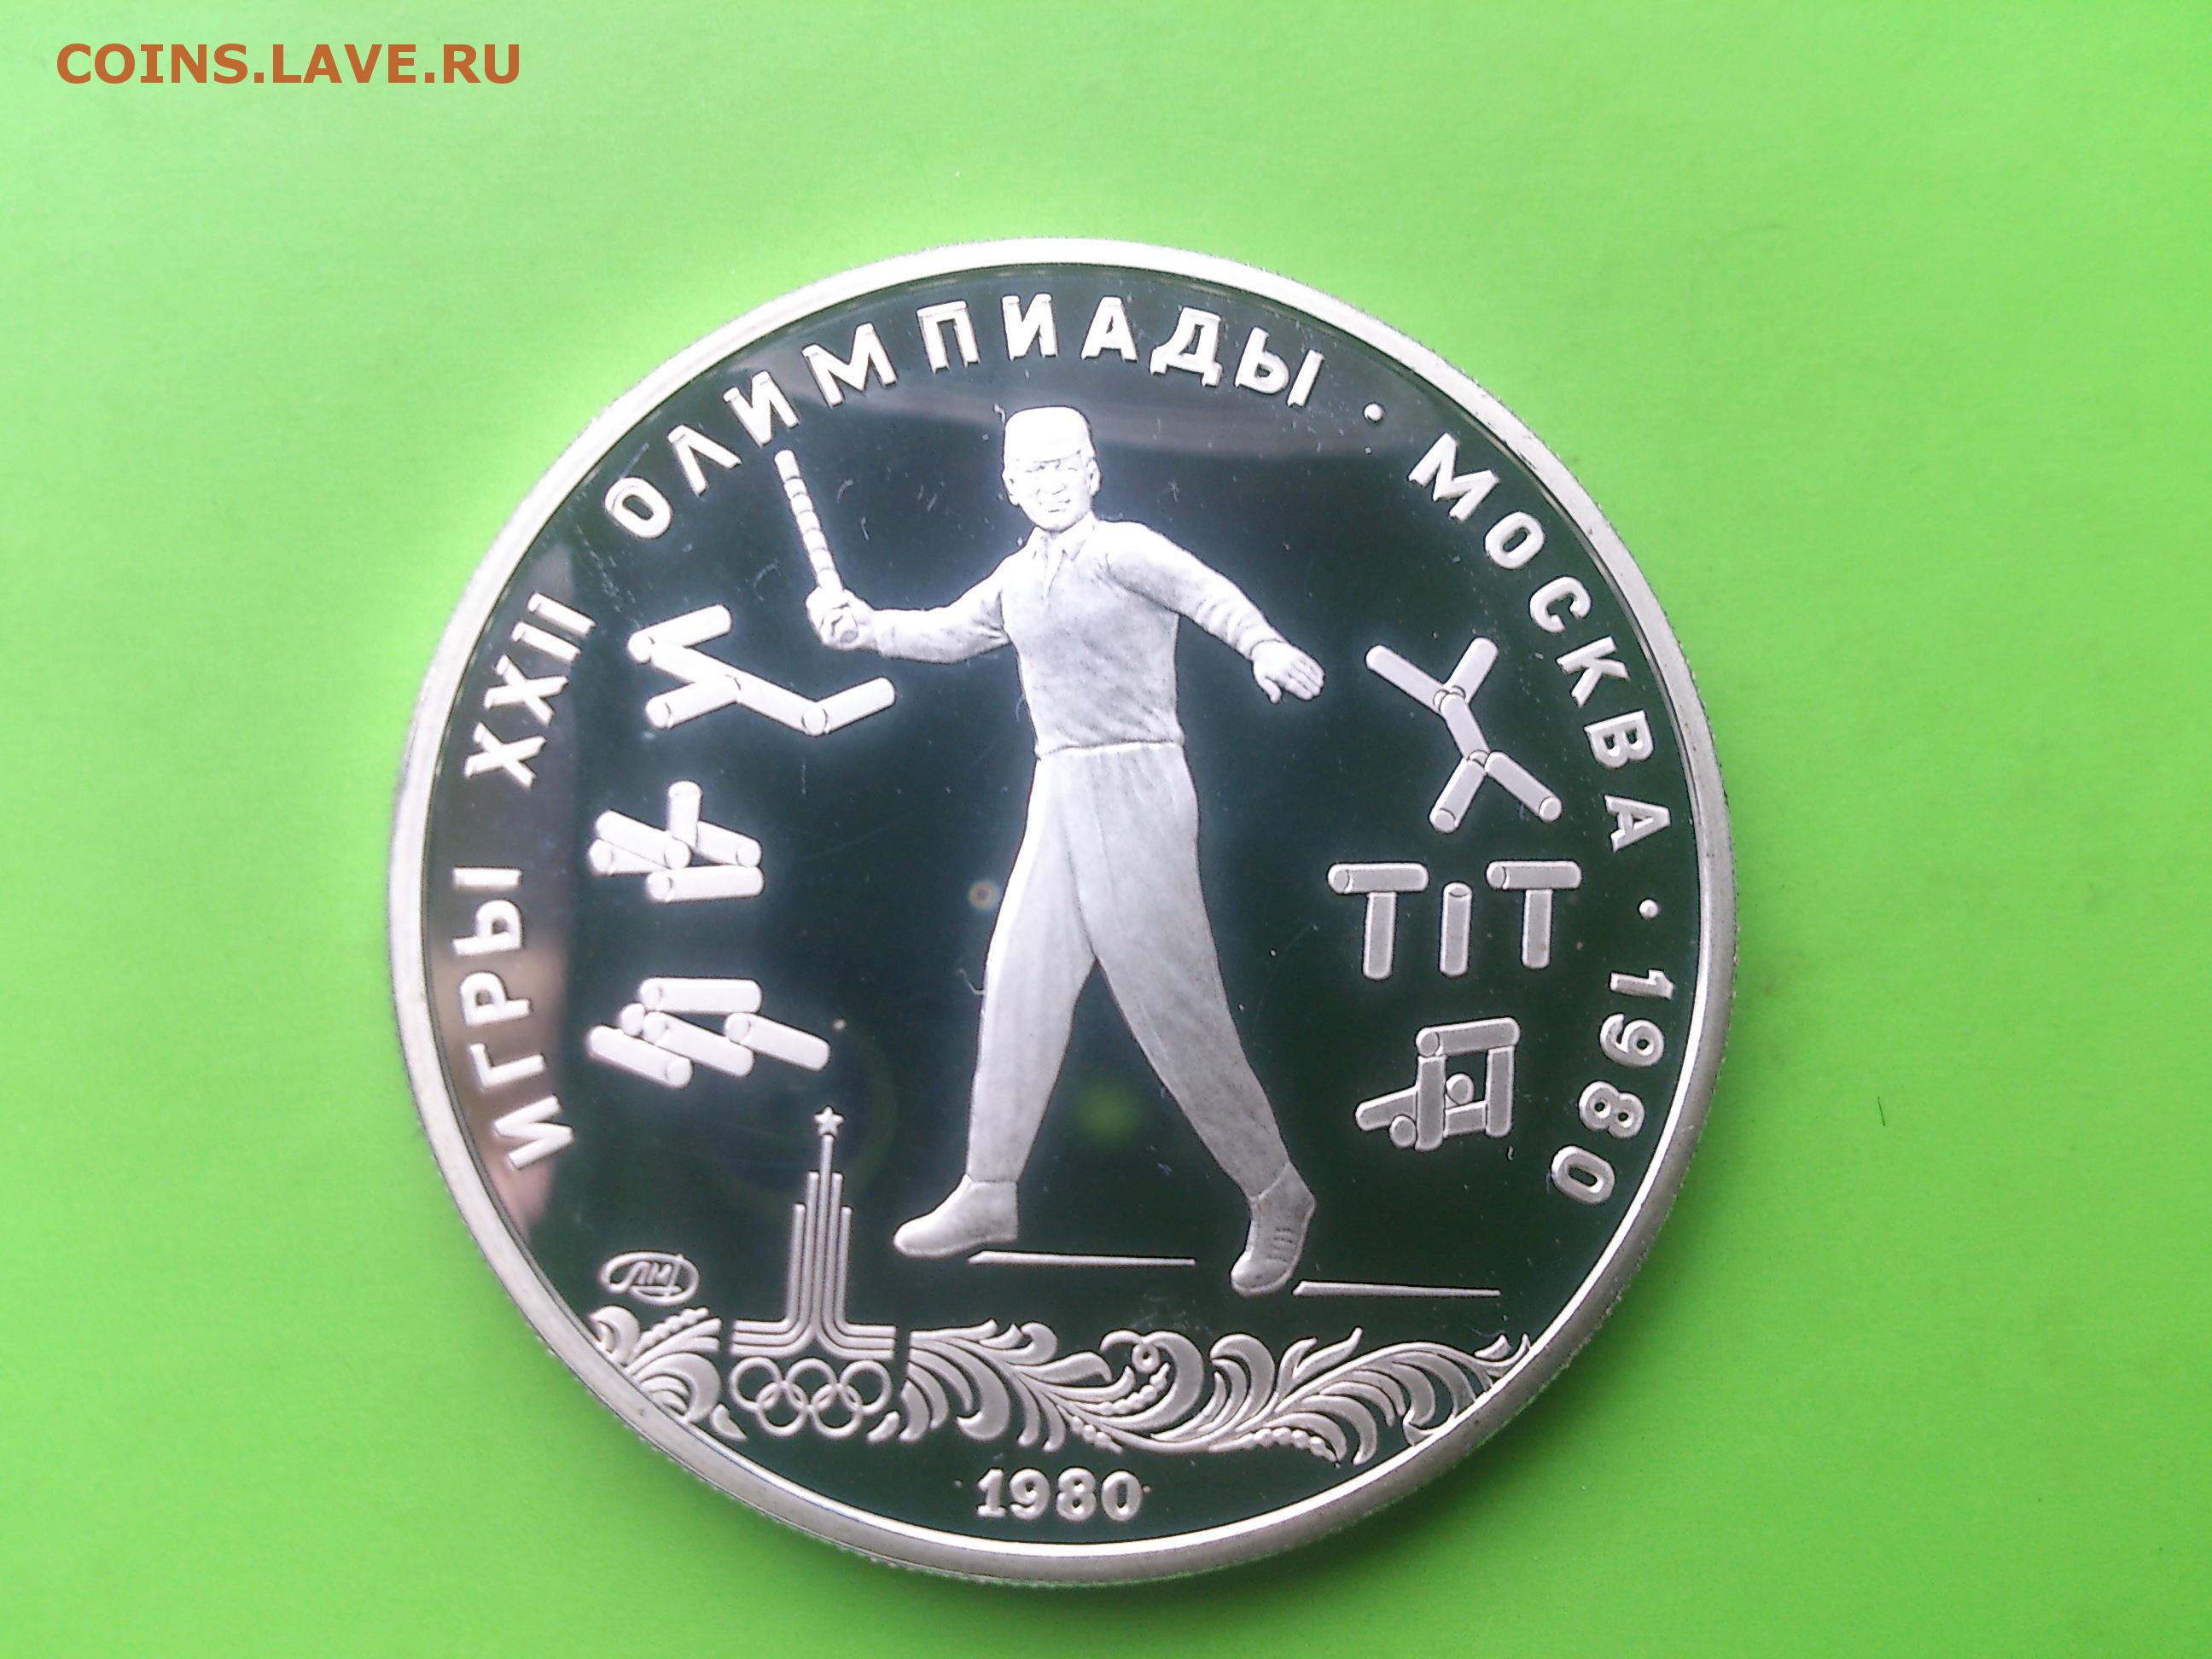 COINS.LAVE.RU
ИГРЫ XXII ОЛИМПИАДЫ · МОСКВА · 1980
ЛМД
1980